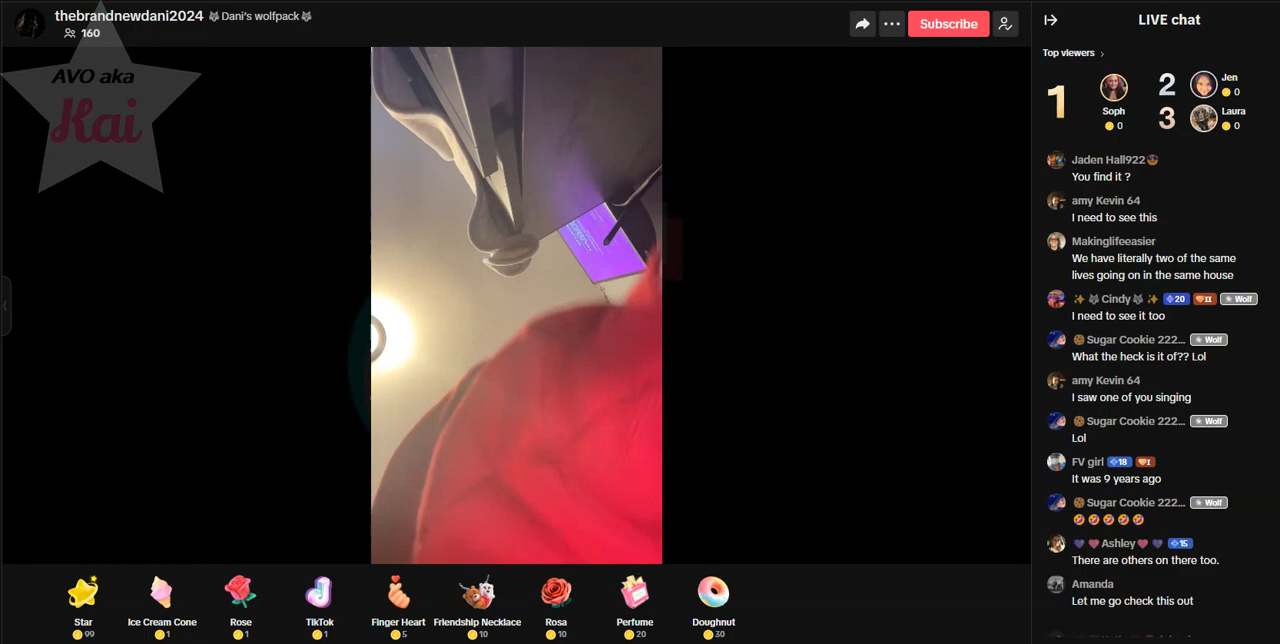 thebrandnewdani2024 🐺Dani's wolfpack🐺
160
Subscribe
AVO aka
Kai
LIVE chat
Top viewers >
1
Soph
0
2
Jen
0
3
Laura
0
Jaden Hall922🤠
You find it ?
amy Kevin 64
I need to see this
Makinglifeeasier
We have literally two of the same
lives going on in the same house
✨🐺Cindy🐺✨ 20 II Wolf
I need to see it too
🍪Sugar Cookie 222... Wolf
What the heck is it of?? Lol
amy Kevin 64
I saw one of you singing
🍪Sugar Cookie 222... Wolf
Lol
FV girl 18 I
It was 9 years ago
🍪Sugar Cookie 222... Wolf
🤣🤣🤣🤣🤣
💜❤️Ashley❤️💜 15
There are others on there too.
Amanda
Let me go check this out
Star
99
Ice Cream Cone
1
Rose
1
TikTok
1
Finger Heart
5
Friendship Necklace
10
Rosa
10
Perfume
20
Doughnut
30